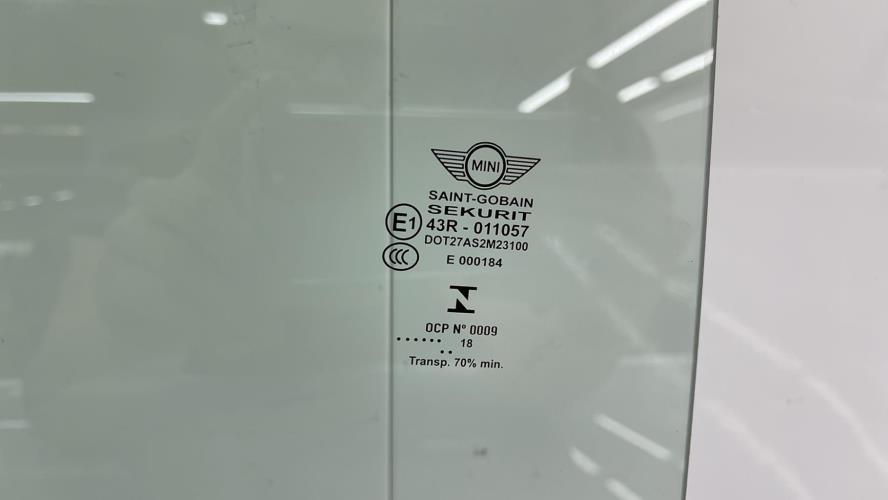 MINI
SAINT-GOBAIN
SEKURIT
E1 43R - 011057
DOT27AS2M23100
CCC E 000184
OCP Nº 0009
18
Transp. 70% min.